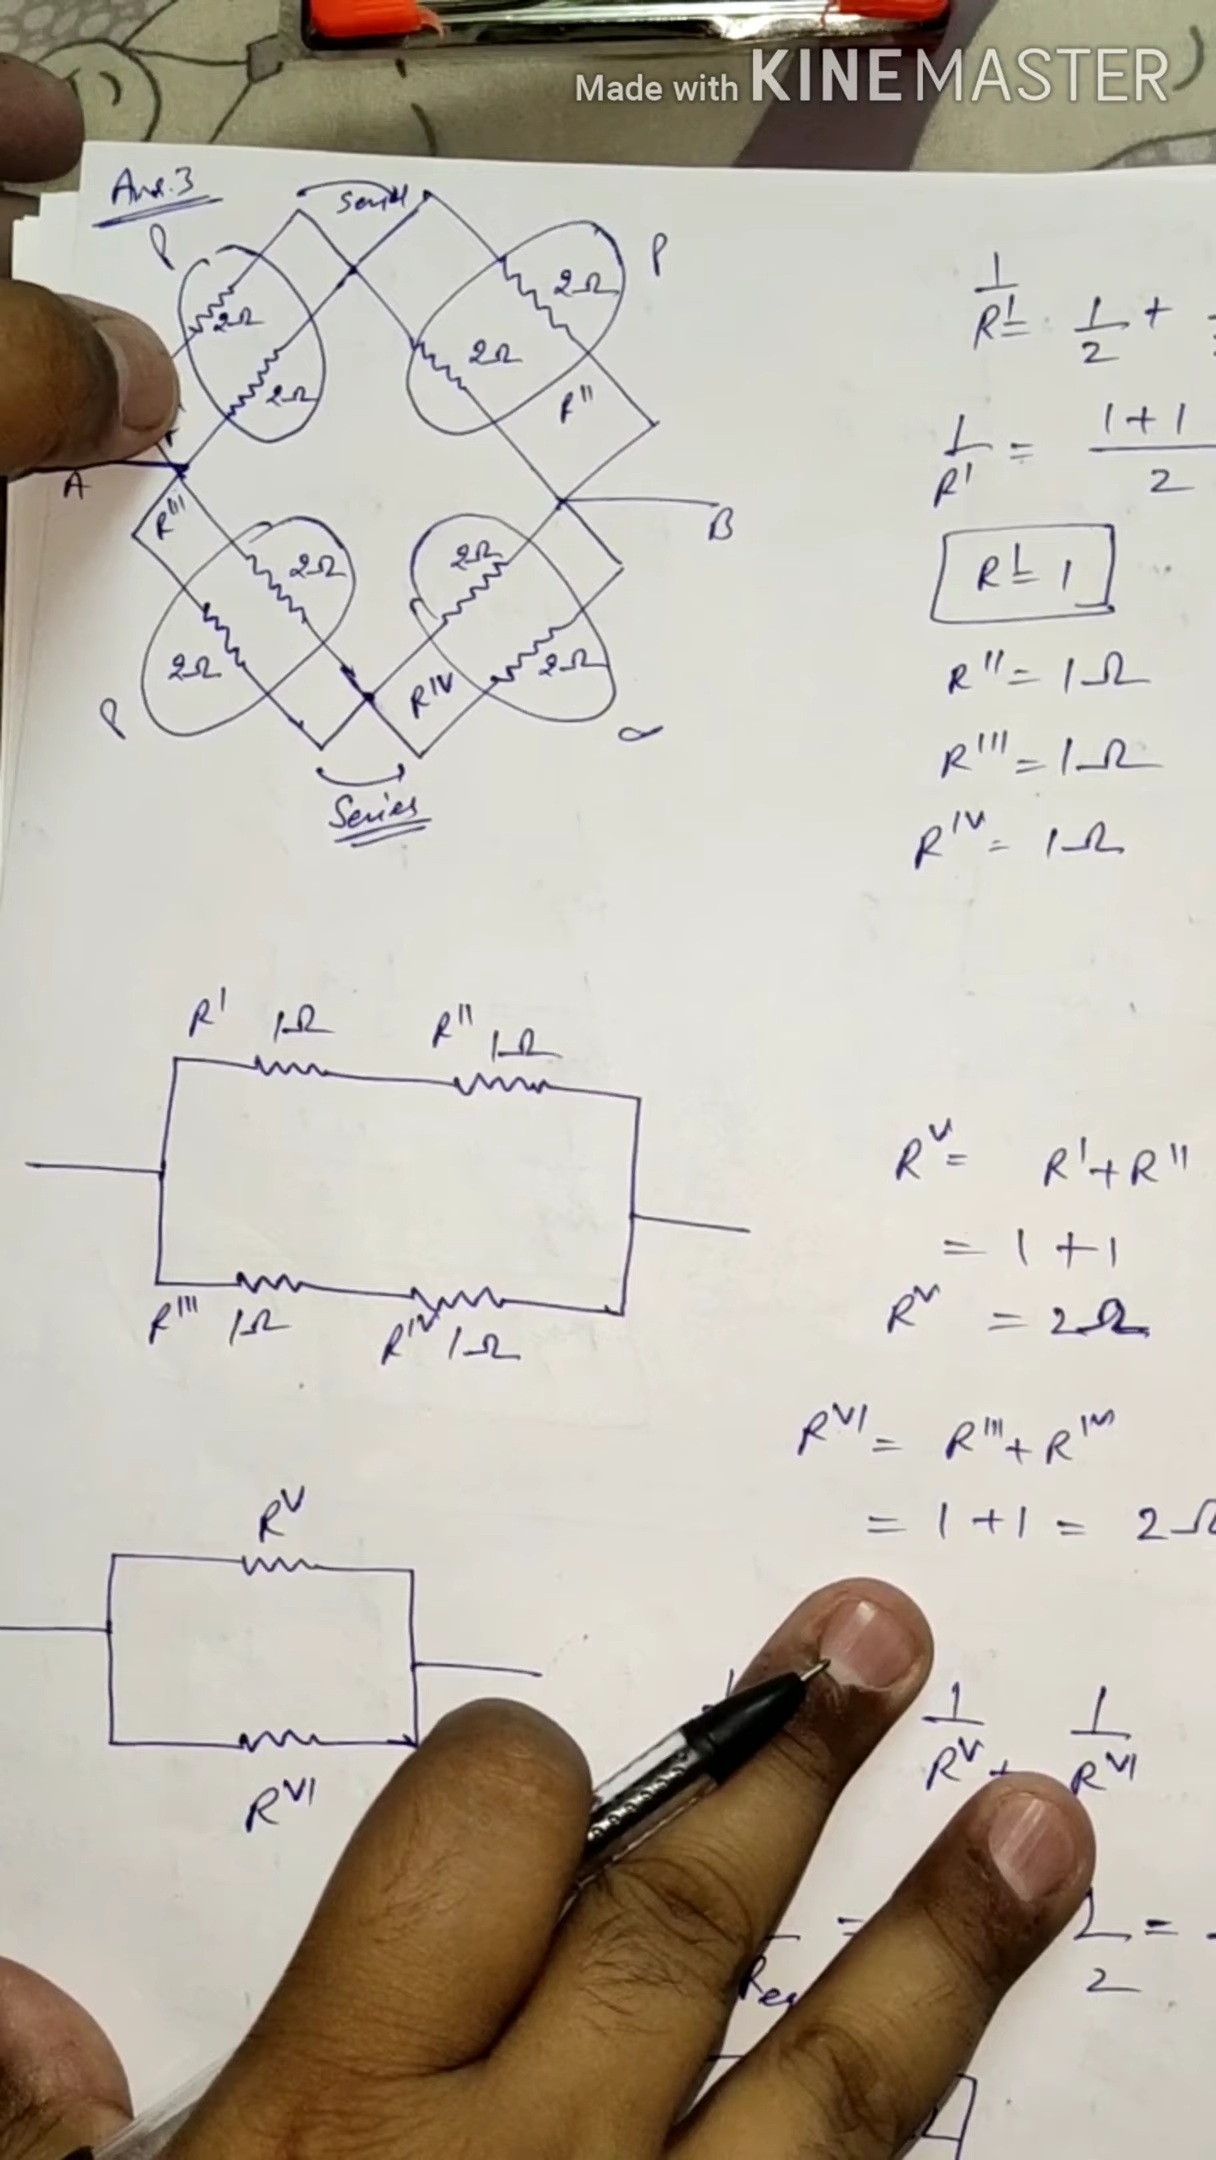 Made with KINEMASTER
Ans.3
P
Series
P
2Ω
2Ω
2Ω
2Ω
R''
A
R'''
B
2Ω
2Ω
2Ω
2Ω
R^IV
P
Series
1/R' = 1/2 +
1/R' = 1+1/2
R' = 1
R'' = 1Ω
R''' = 1Ω
R^IV = 1Ω
R' 1Ω R'' 1Ω
R''' 1Ω R^IV 1Ω
R^V = R' + R''
= 1 + 1
R^V = 2Ω
R^VI = R''' + R^IV
= 1 + 1 = 2Ω
R^V
R^VI
1/R^V + 1/R^VI
= 2 =
Req